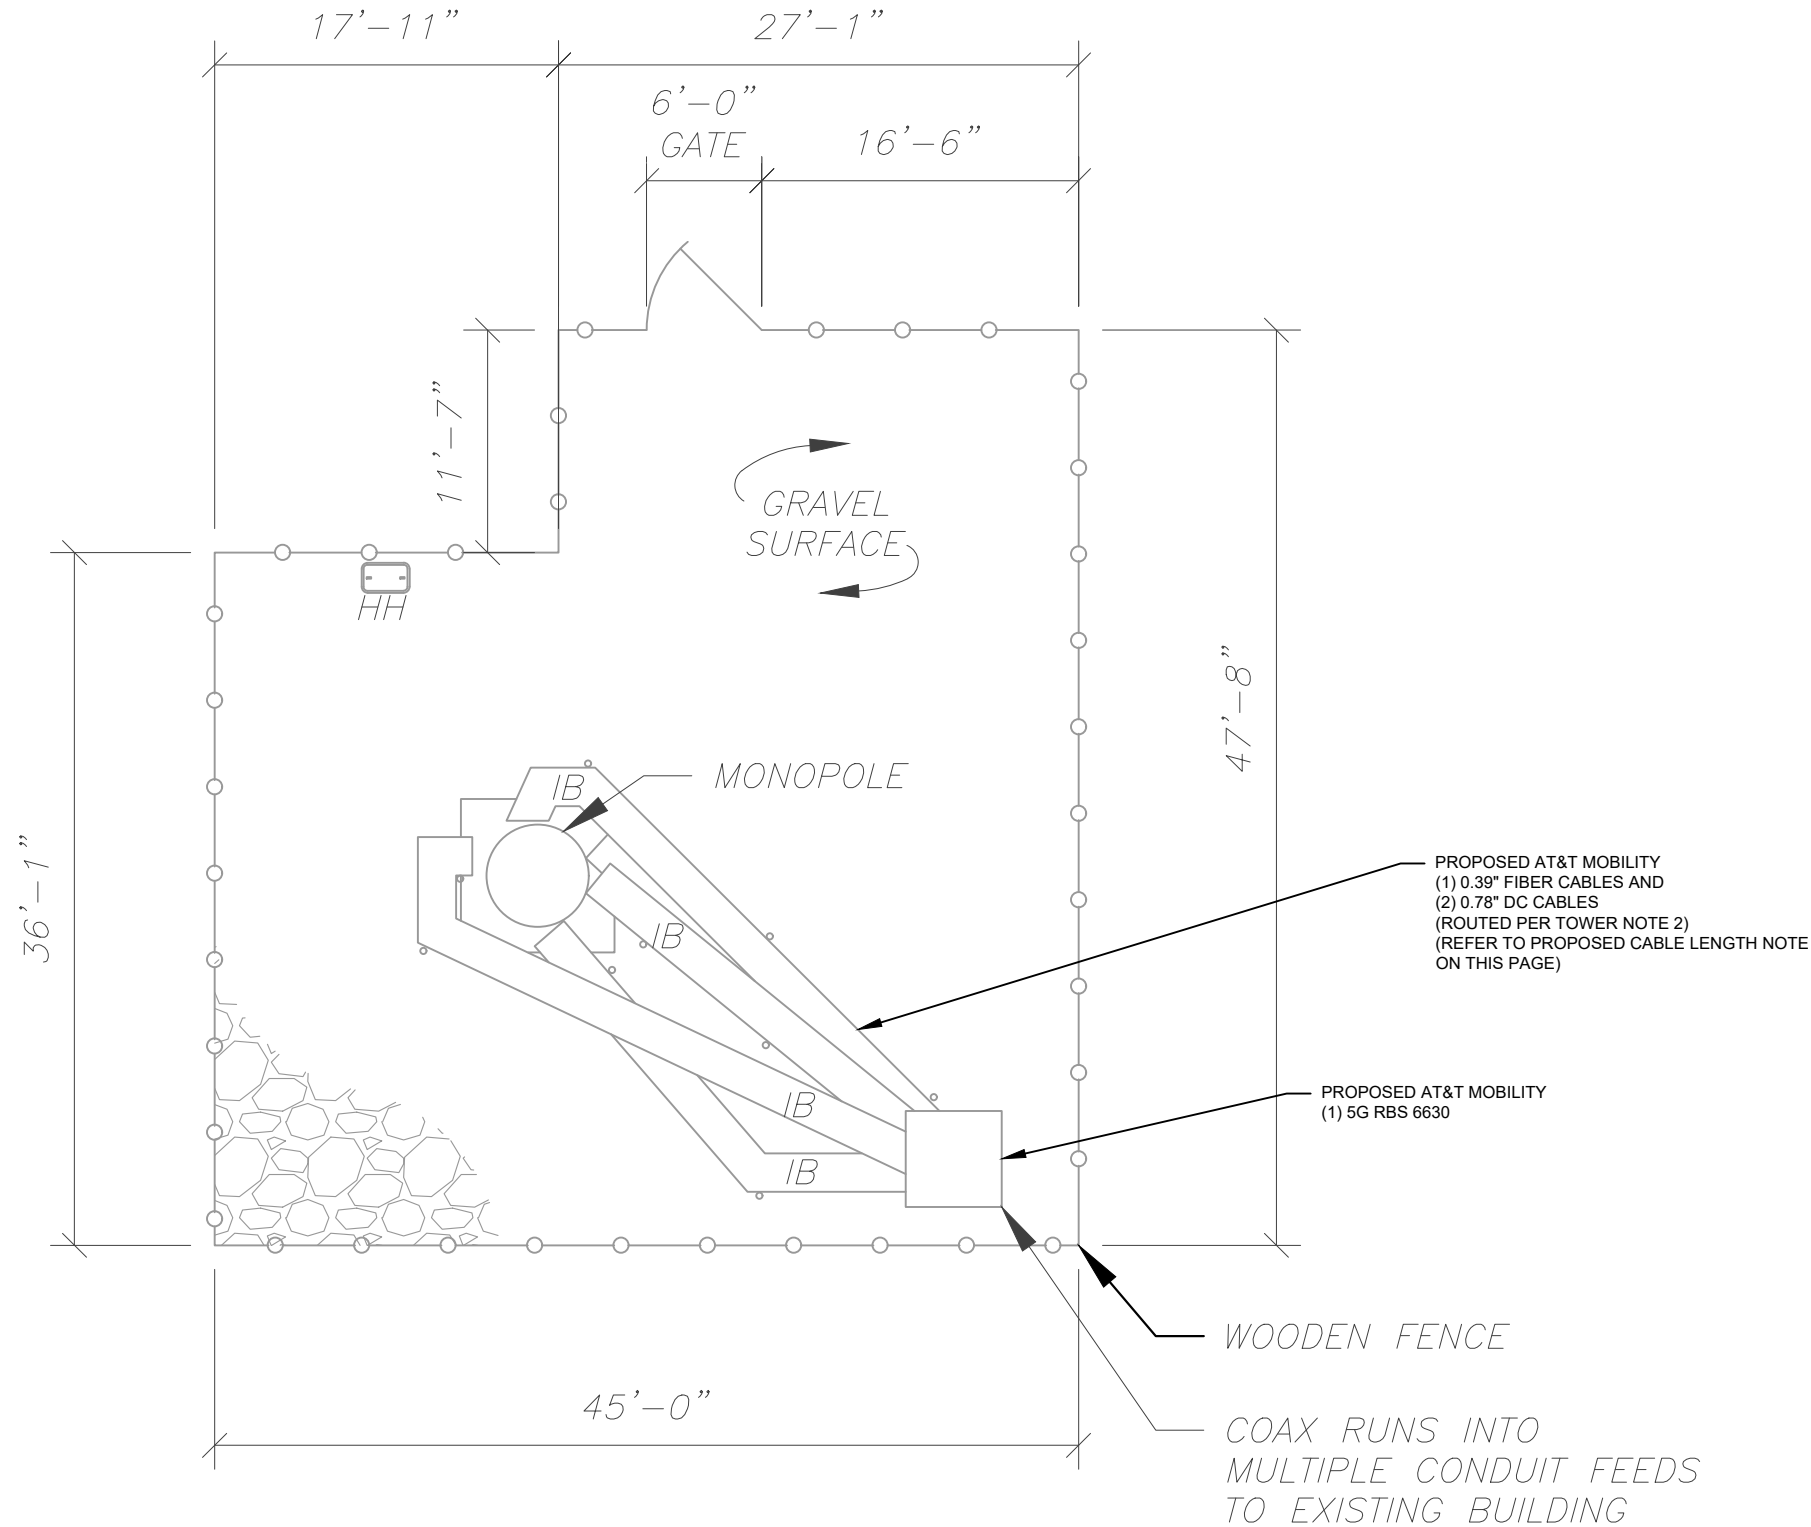 17'-11"
27'-1"
6'-0"
GATE
16'-6"
11'-7"
GRAVEL
SURFACE
HH
47'-8"
36'-1"
IB
MONOPOLE
IB
PROPOSED AT&T MOBILITY
(1) 0.39" FIBER CABLES AND
(2) 0.78" DC CABLES
(ROUTED PER TOWER NOTE 2)
(REFER TO PROPOSED CABLE LENGTH NOTE
ON THIS PAGE)
PROPOSED AT&T MOBILITY
(1) 5G RBS 6630
IB
IB
WOODEN FENCE
45'-0"
COAX RUNS INTO
MULTIPLE CONDUIT FEEDS
TO EXISTING BUILDING